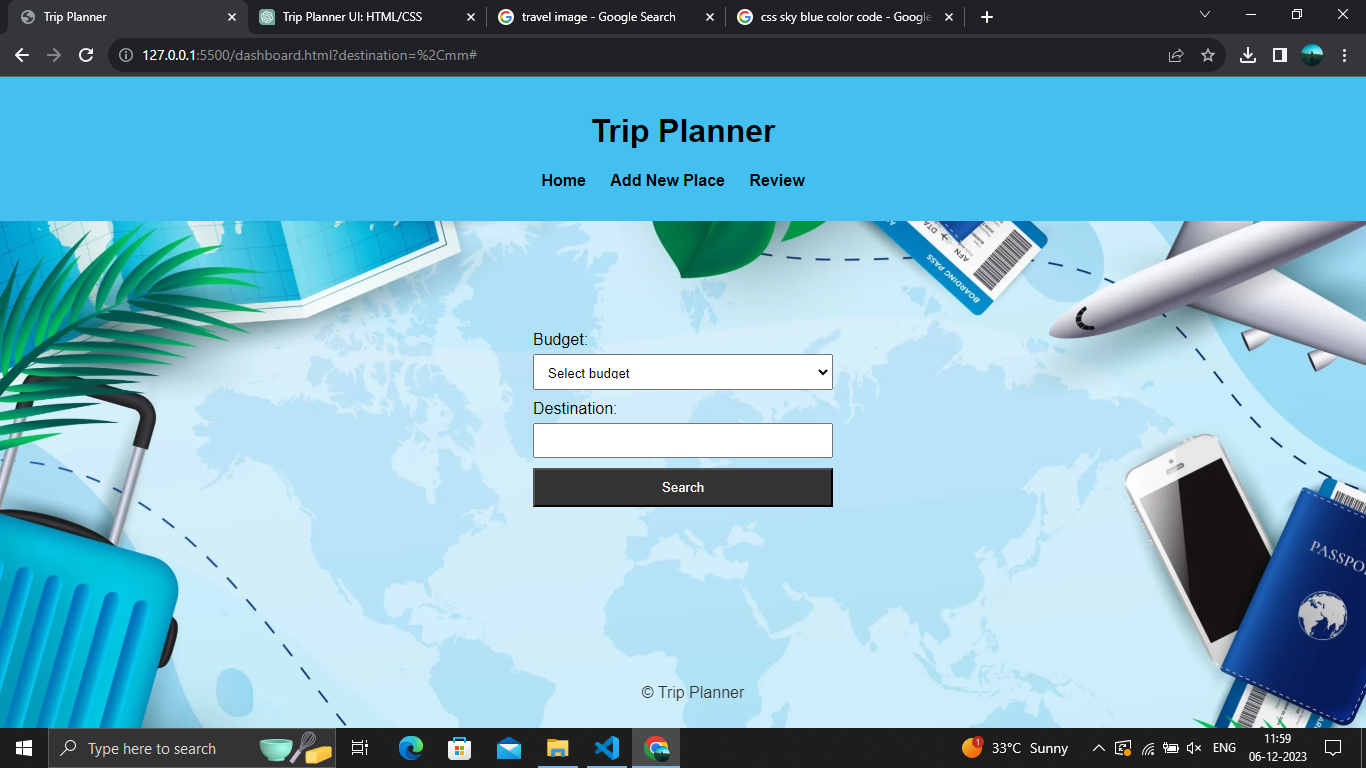 Trip Planner
Trip Planner UI: HTML/CSS
travel image - Google Search
css sky blue color code - Google
127.0.0.1:5500/dashboard.html?destination=%2Cmm#
Trip Planner
Home Add New Place Review
AFN
BOARDING PASS
Budget:
Select budget
Destination:
Search
PASSPO
© Trip Planner
Type here to search
1
33°C Sunny
ENG
11:59
06-12-2023